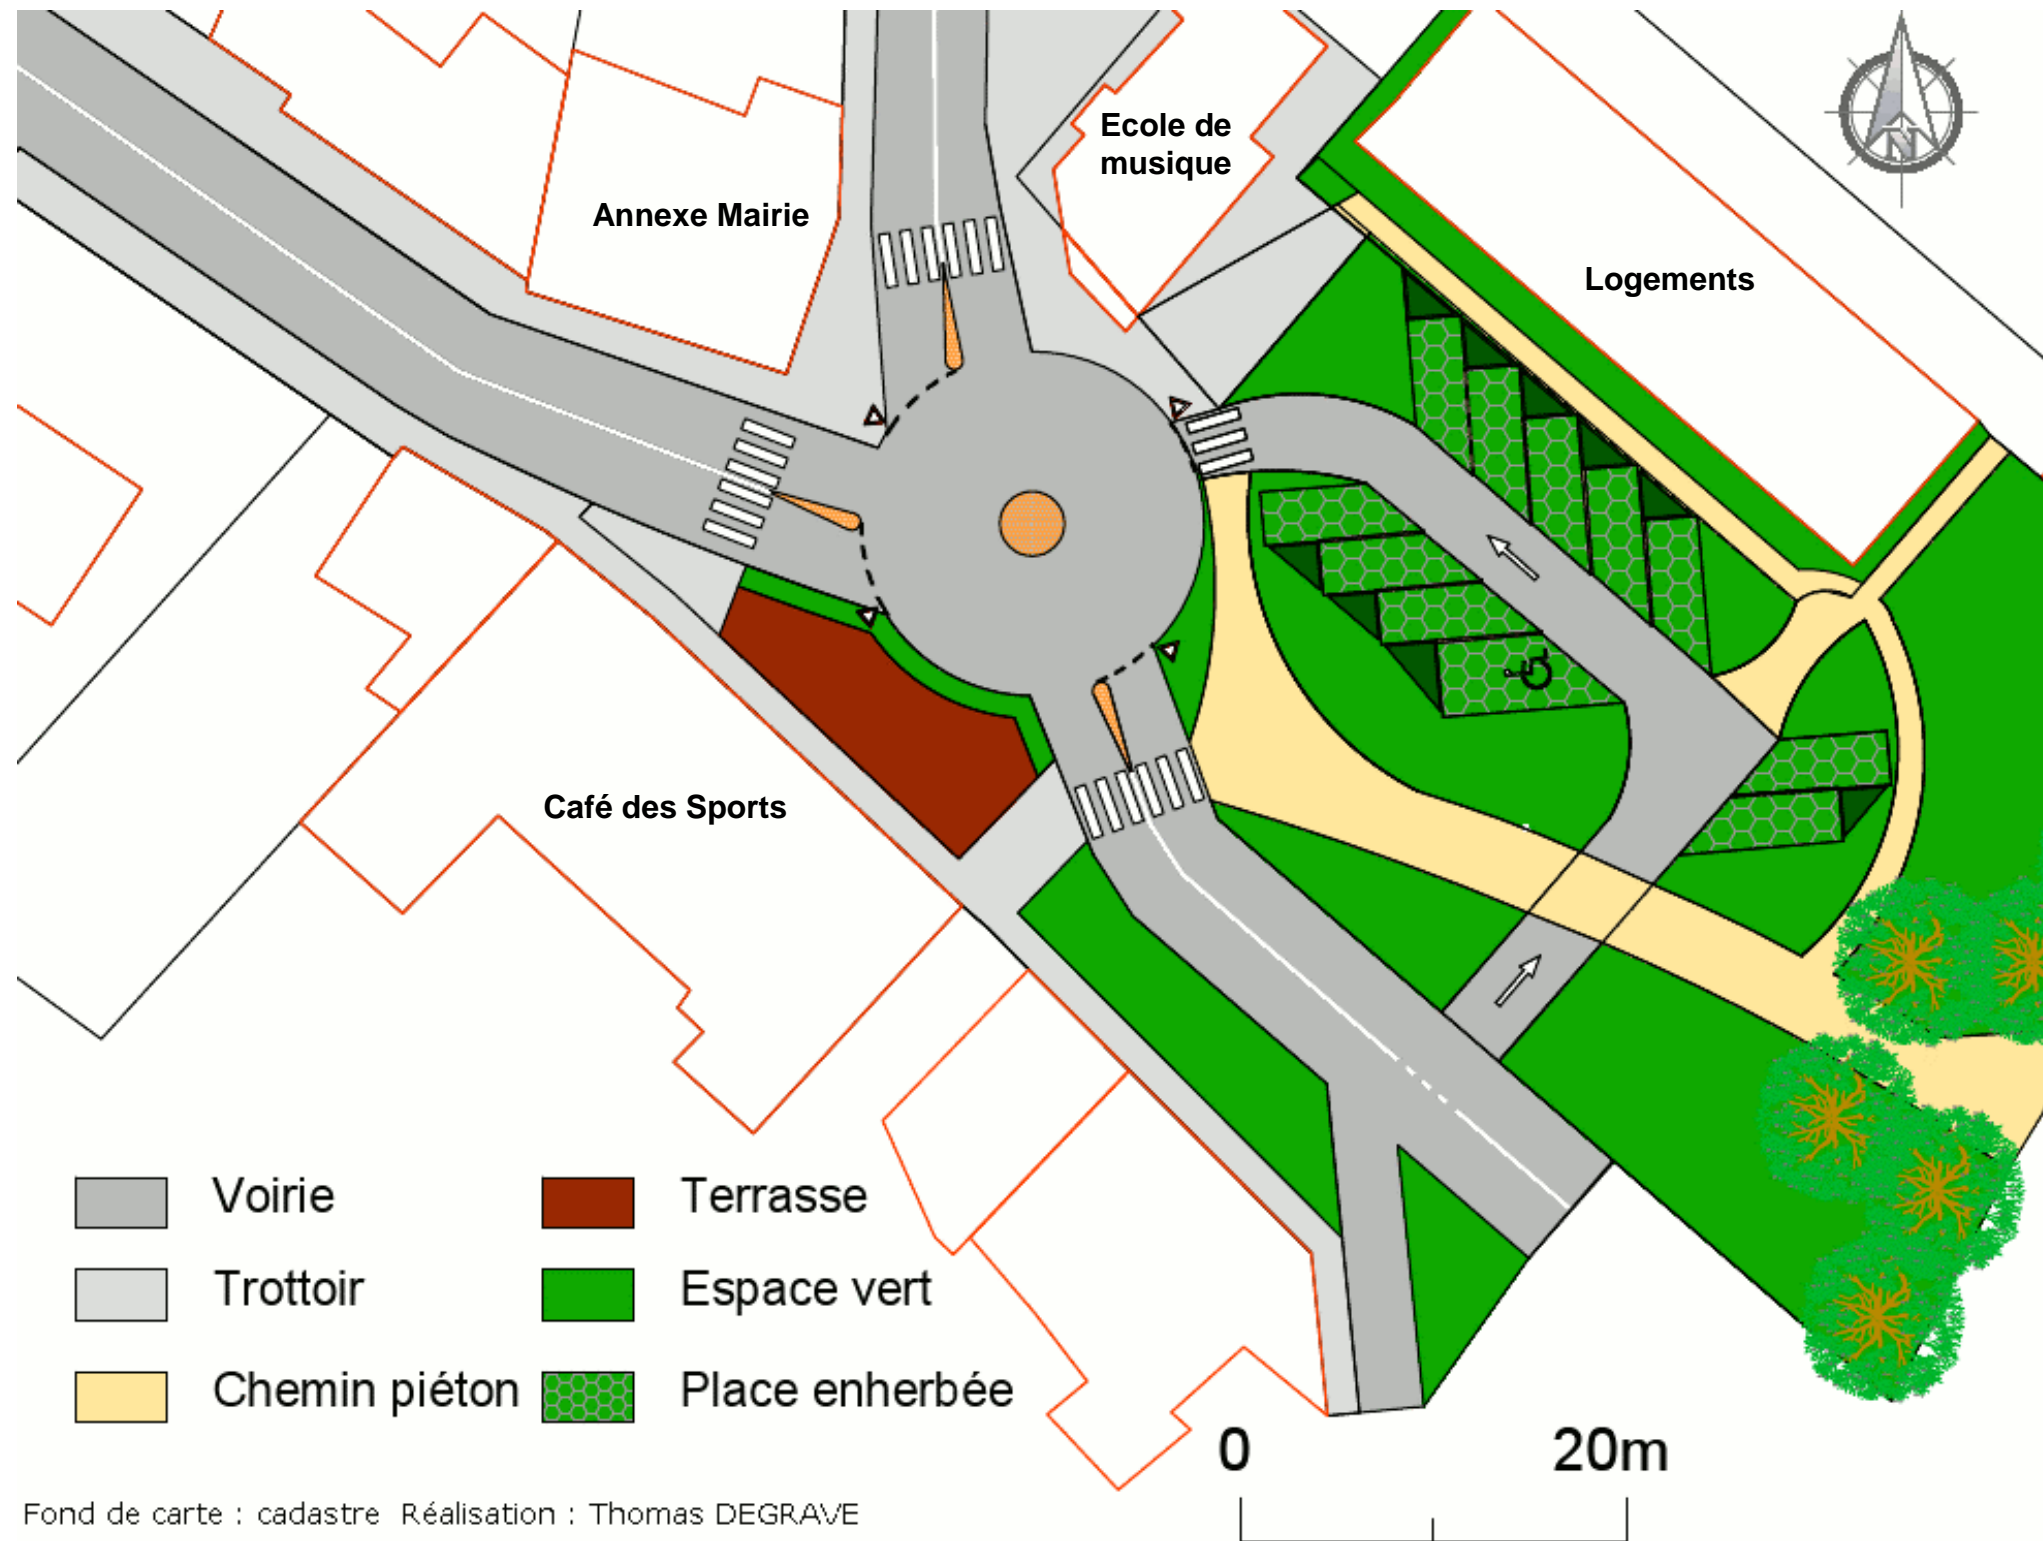 Ecole de
musique
Annexe Mairie
N
Logements
Café des Sports
Voirie
Terrasse
Trottoir
Espace vert
Chemin piéton
Place enherbée
0
20m
Fond de carte : cadastre Réalisation : Thomas DEGRAVE